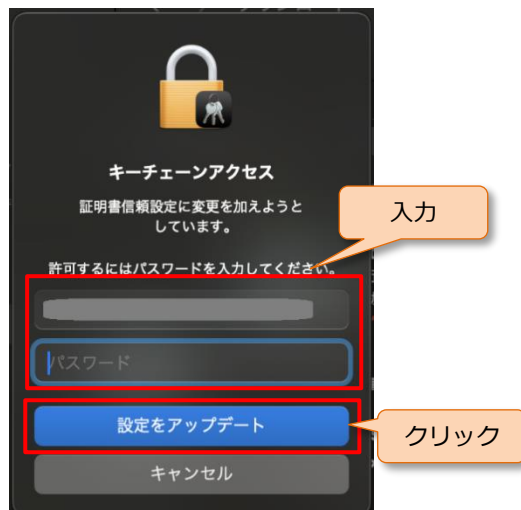 キーチェーンアクセス
証明書信頼設定に変更を加えようと
しています。
入力
許可するにはパスワードを入力してください。
パスワード
設定をアップデート
クリック
キャンセル